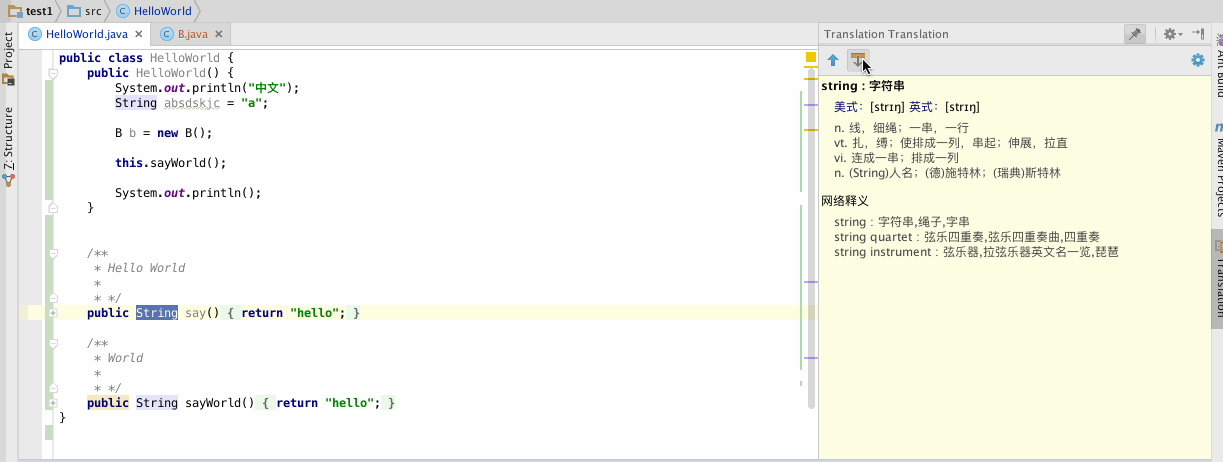 test1 src HelloWorld
HelloWorld.java B.java
Project
Z: Structure
public class HelloWorld {
public HelloWorld() {
System.out.println("中文");
String absdskjc = "a";
B b = new B();
this.sayWorld();
System.out.println();
}
/**
* Hello World
*
* */
public String say() { return "hello"; }
/**
* World
*
* */
public String sayWorld() { return "hello"; }
}
Translation Translation
string : 字符串
美式: [strɪŋ] 英式: [strɪŋ]
n. 线，细绳；一串，一行
vt. 扎，缚；使排成一列，串起；伸展，拉直
vi. 连成一串；排成一列
n. (String)人名；(德)施特林；(瑞典)斯特林
网络释义
string : 字符串,绳子,字串
string quartet : 弦乐四重奏,弦乐四重奏曲,四重奏
string instrument : 弦乐器,拉弦乐器英文名一览,琵琶
Ant Build
Maven Projects
Translation